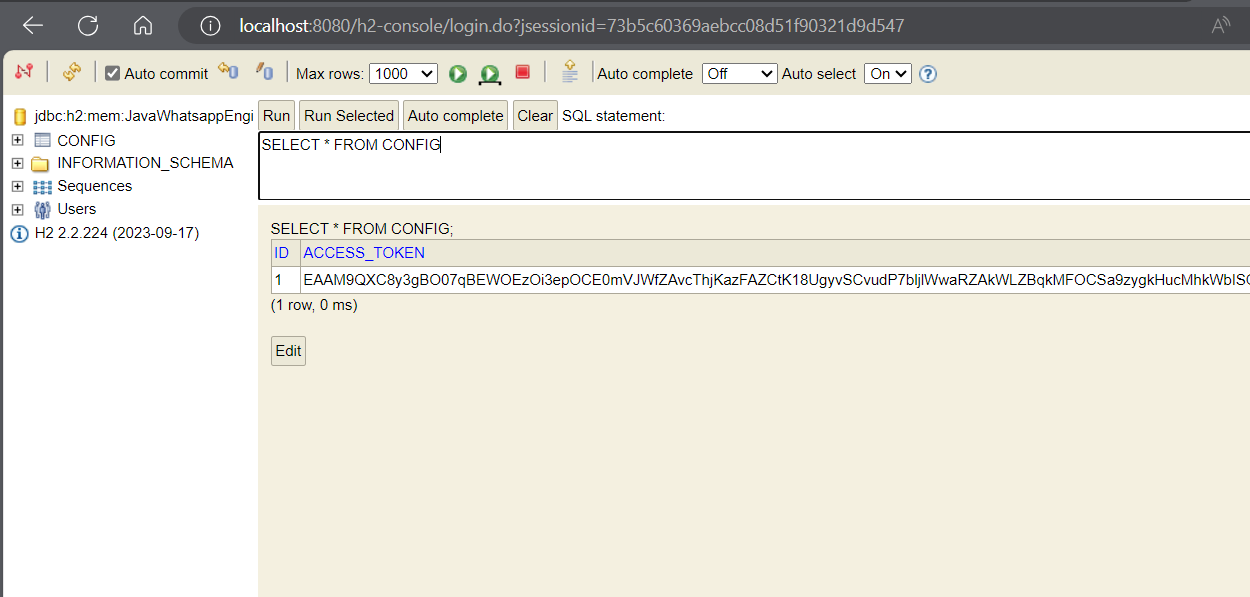 localhost:8080/h2-console/login.do?jsessionid=73b5c60369aebcc08d51f90321d9d547
Auto commit Max rows: 1000 Auto complete Off Auto select On
jdbc:h2:mem:JavaWhatsappEngi
CONFIG
INFORMATION_SCHEMA
Sequences
Users
H2 2.2.224 (2023-09-17)
Run Run Selected Auto complete Clear SQL statement:
SELECT * FROM CONFIG
SELECT * FROM CONFIG;
ID ACCESS_TOKEN
1
(1 row, 0 ms)
Edit